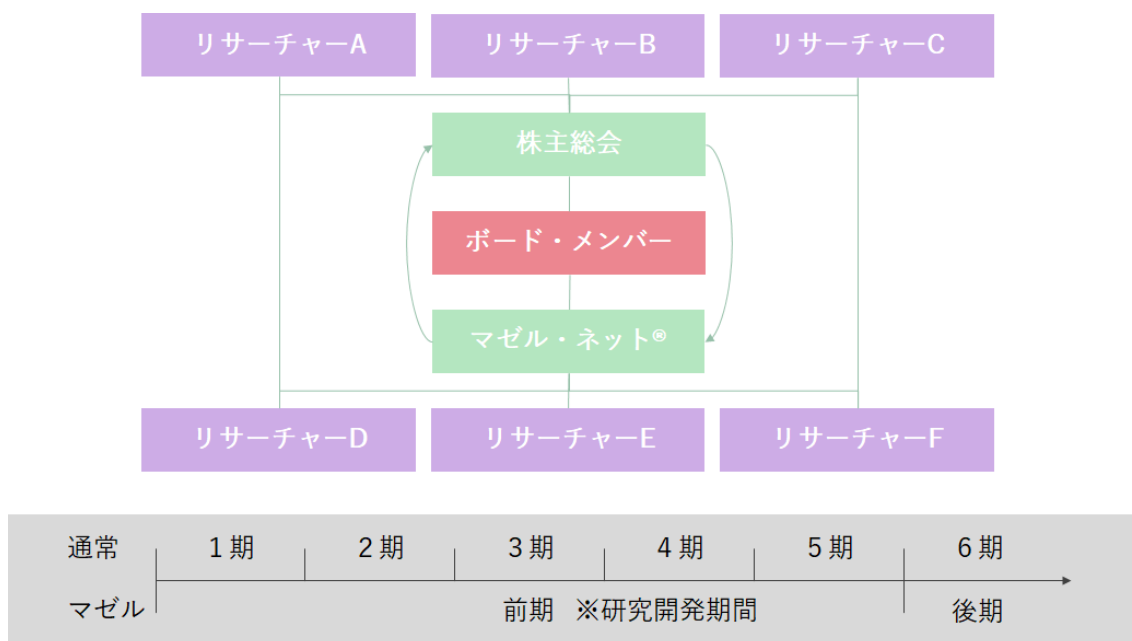 リサーチャーA リサーチャーB リサーチャーC
株主総会
ボード・メンバー
マゼル・ネット®
リサーチャーD リサーチャーE リサーチャーF
通常 1期 2期 3期 4期 5期 6期
マゼル 前期 ※研究開発期間 後期